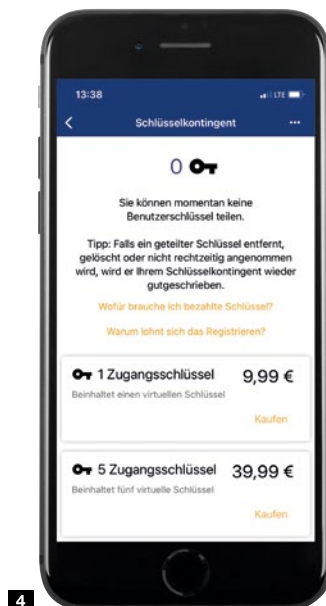 13:38
LTE
Schlüsselkontingent
0
Sie können momentan keine
Benutzerschlüssel teilen.
Tipp: Falls ein geteilter Schlüssel entfernt,
gelöscht oder nicht rechtzeitig angenommen
wird, wird er Ihrem Schlüsselkontingent wieder
gutgeschrieben.
Wofür brauche ich bezahlte Schlüssel?
Warum lohnt sich das Registrieren?
1 Zugangsschlüssel 9,99 €
Beinhaltet einen virtuellen Schlüssel
Kaufen
5 Zugangsschlüssel 39,99 €
Beinhaltet fünf virtuelle Schlüssel
Kaufen
4